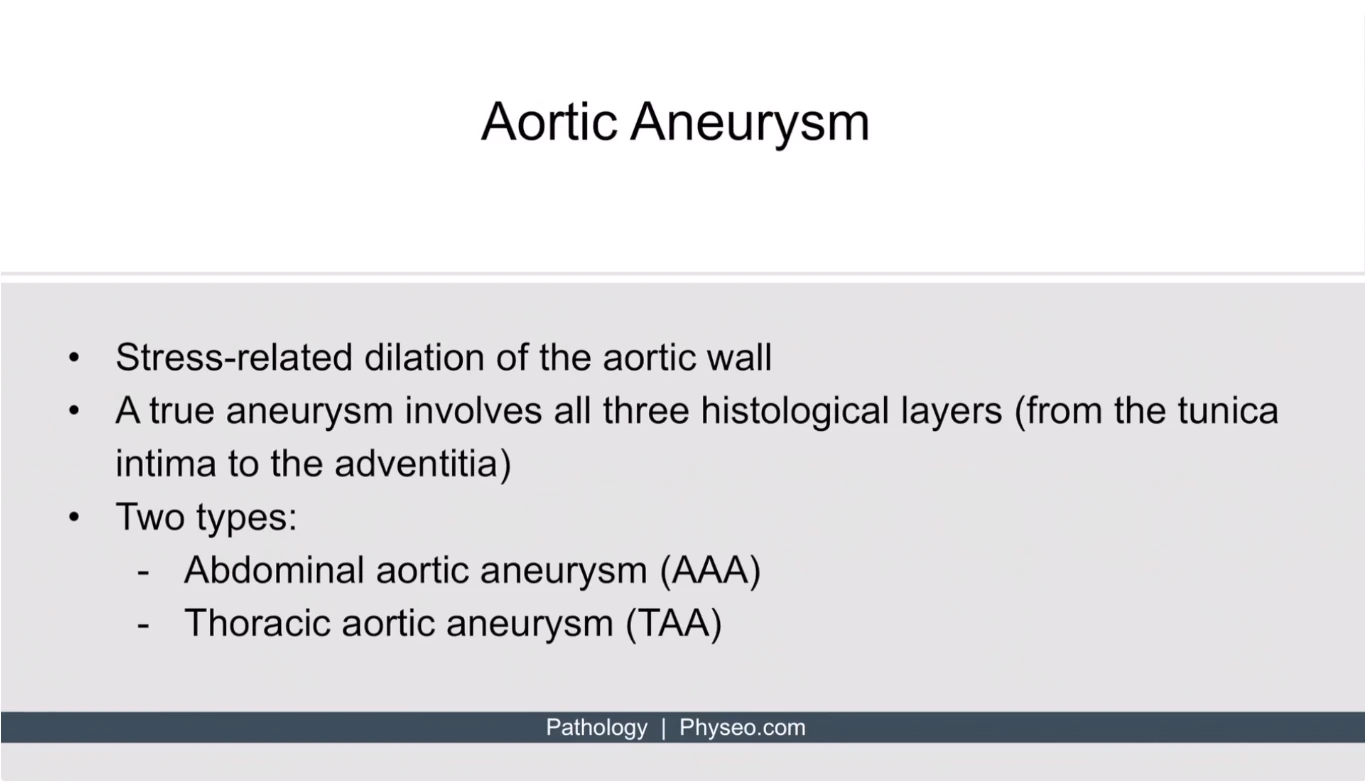 Aortic Aneurysm
• Stress-related dilation of the aortic wall
• A true aneurysm involves all three histological layers (from the tunica
intima to the adventitia)
• Two types:
- Abdominal aortic aneurysm (AAA)
- Thoracic aortic aneurysm (TAA)
Pathology | Physeo.com